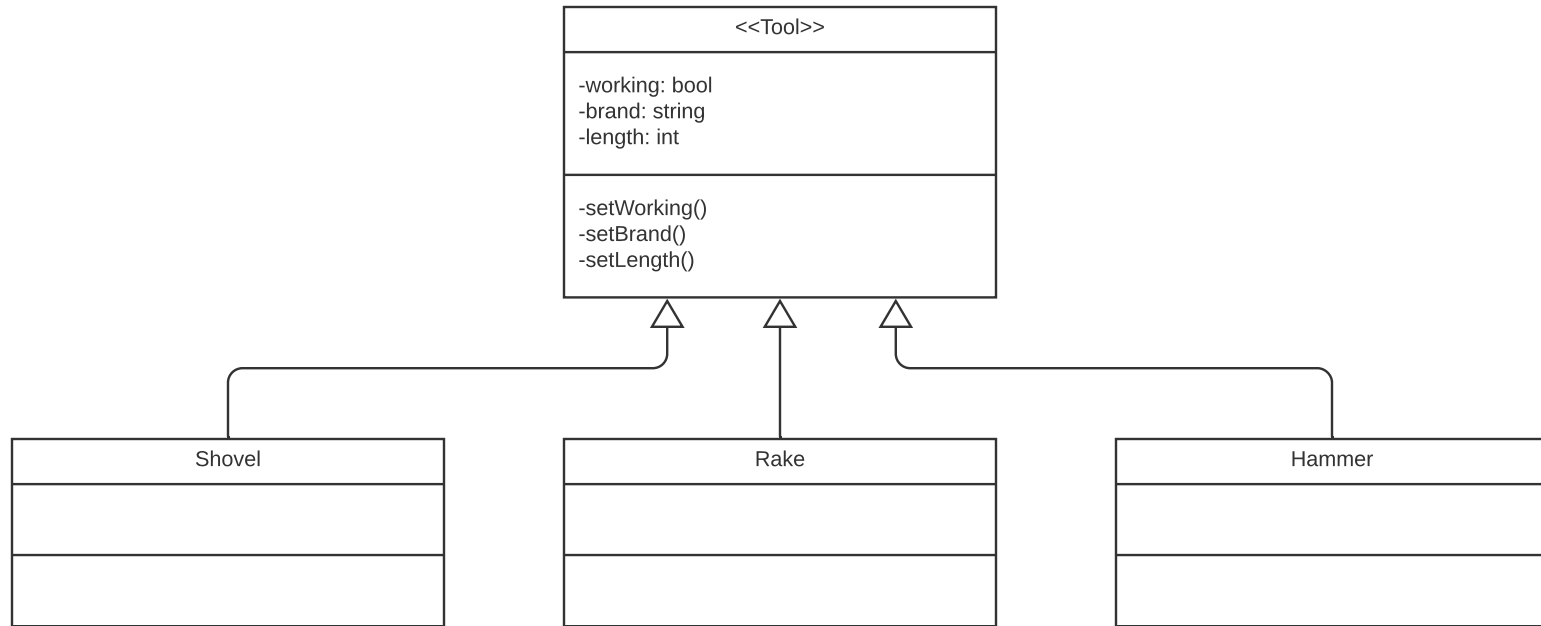 <<Tool>>
-working: bool
-brand: string
-length: int
-setWorking()
-setBrand()
-setLength()
Shovel
Rake
Hammer